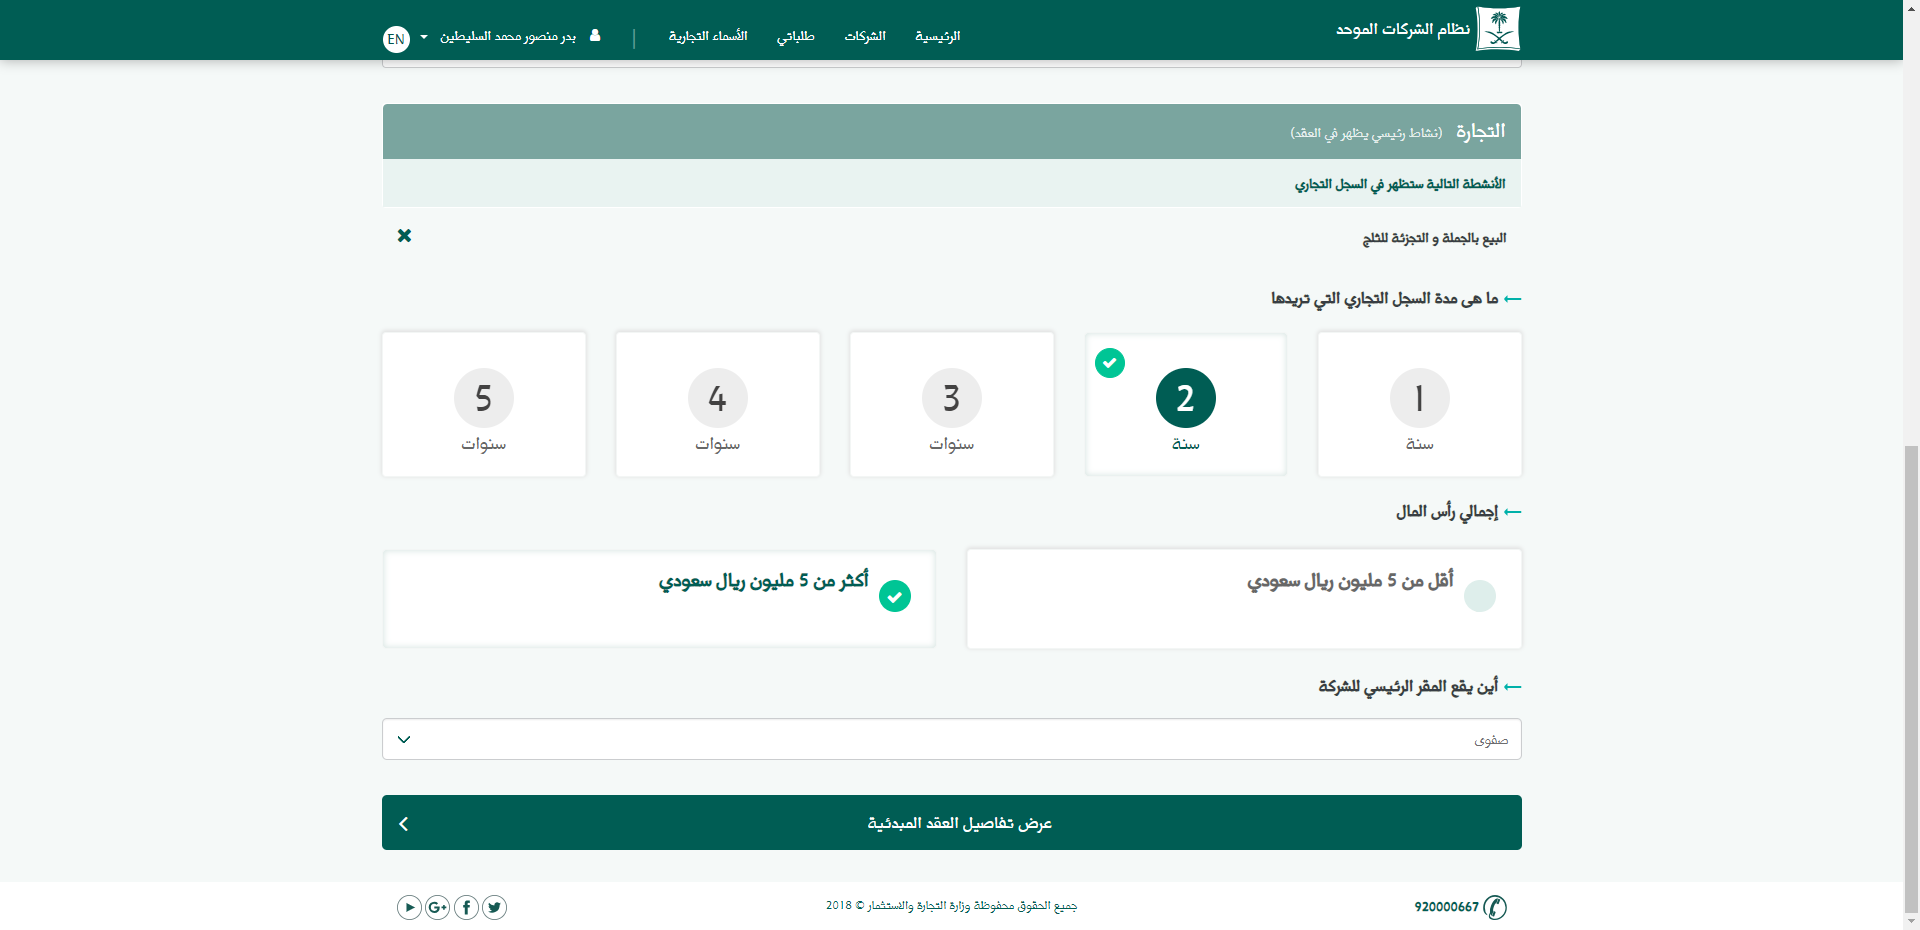 نظام الشركات الموحد
الرئيسية
الشركات
طلباتي
الأسماء التجارية
بدر منصور محمد السليطين
EN
التجارة (نشاط رئيسي يظهر في العقد)
الأنشطة التالية ستظهر في السجل التجاري
البيع بالجملة و التجزئة للثلج
ما هى مدة السجل التجاري التي تريدها
1
سنة
2
سنة
3
سنوات
4
سنوات
5
سنوات
إجمالي رأس المال
أقل من 5 مليون ريال سعودي
أكثر من 5 مليون ريال سعودي
أين يقع المقر الرئيسي للشركة
صفوى
عرض تفاصيل العقد المبدئية
920000667
جميع الحقوق محفوظة وزارة التجارة والاستثمار © 2018